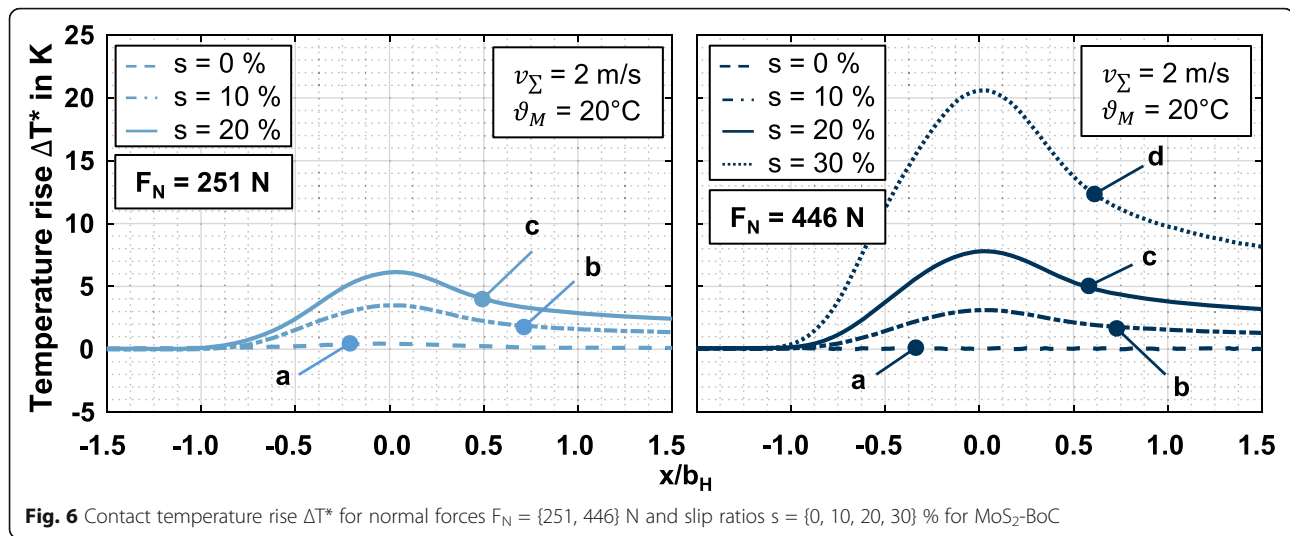 Temperature rise ΔT* in K
25
20
15
10
5
0
-5
s = 0 %
s = 10 %
s = 20 %
F_N = 251 N
v_Σ = 2 m/s
ϑ_M = 20°C
a
b
c
-1.5 -1.0 -0.5 0.0 0.5 1.0 1.5
s = 0 %
s = 10 %
s = 20 %
s = 30 %
F_N = 446 N
v_Σ = 2 m/s
ϑ_M = 20°C
a
b
c
d
-1.0 -0.5 0.0 0.5 1.0 1.5
x/b_H
Fig. 6 Contact temperature rise ΔT* for normal forces F_N = {251, 446} N and slip ratios s = {0, 10, 20, 30} % for MoS₂-BoC